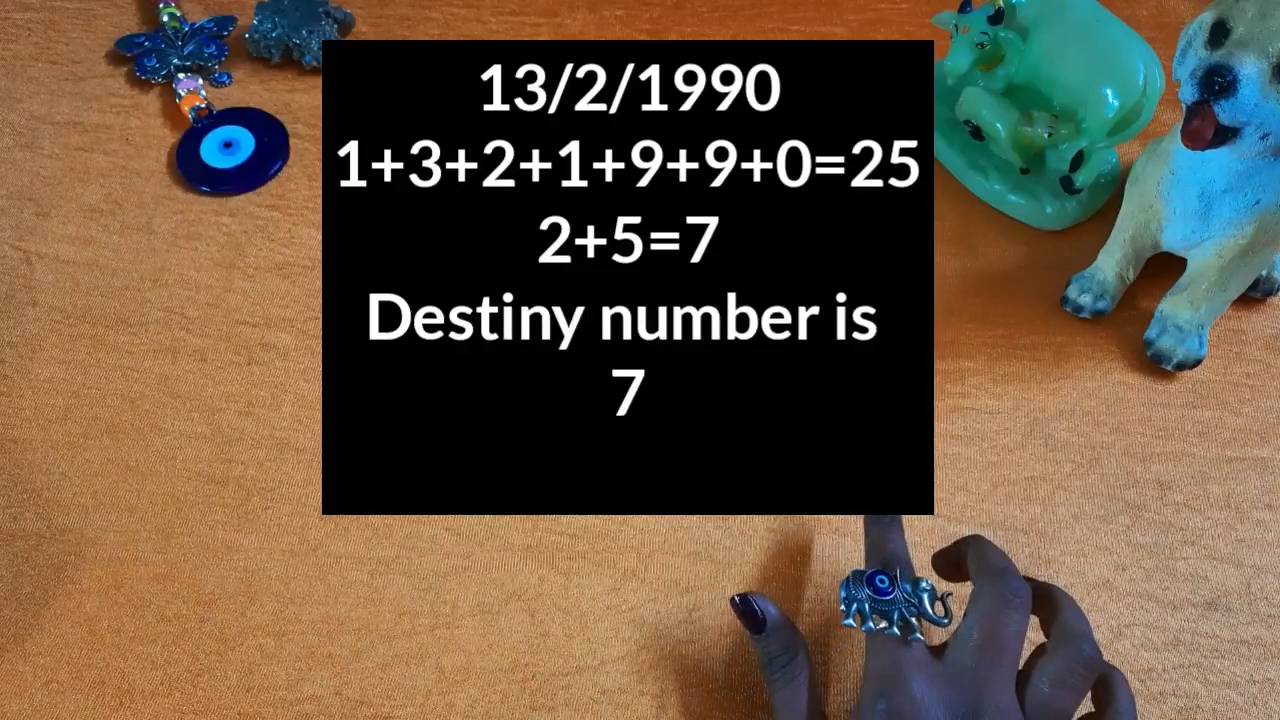 13/2/1990
1+3+2+1+9+9+0=25
2+5=7
Destiny number is
7